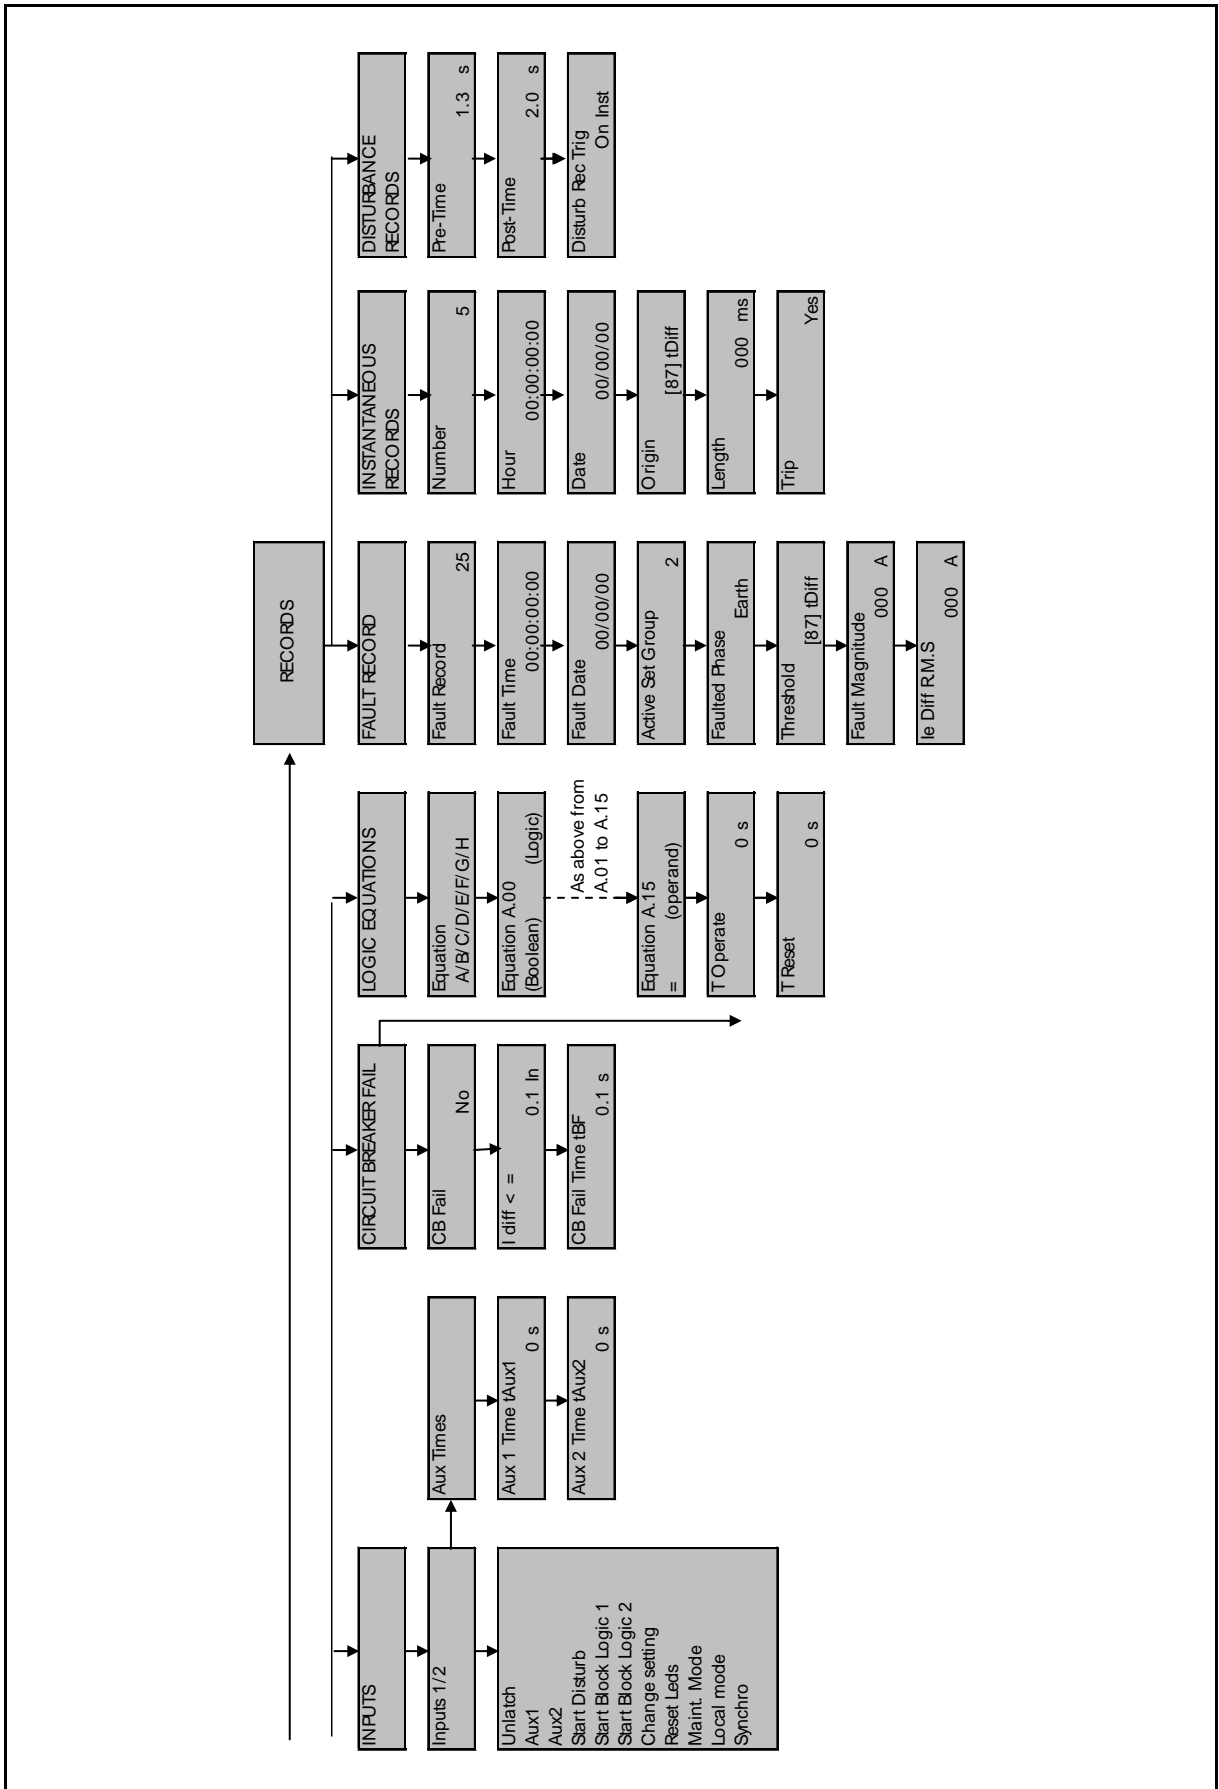 RECORDS
INPUTS
Inputs 1/2
Unlatch
Aux1
Aux2
Start Disturb
Start Block Logic 1
Start Block Logic 2
Change setting
Reset Leds
Maint. Mode
Local mode
Synchro
Aux Times
Aux 1 Time tAux1
0 s
Aux 2 Time tAux2
0 s
CIRCUIT BREAKER FAIL
CB Fail
No
I diff < =
0.1 In
CB Fail Time tBF
0.1 s
LOGIC EQUATIONS
Equation
A/B/C/D/E/F/G/H
Equation A.00
(Boolean) (Logic)
As above from
A.01 to A.15
Equation A.15
= (operand)
T Operate
0 s
T Reset
0 s
FAULT RECORD
Fault Record
25
Fault Time
00:00:00:00
Fault Date
00/00/00
Active Set Group
2
Faulted Phase
Earth
Threshold
[87] tDiff
Fault Magnitude
000 A
Ie Diff R.M.S
000 A
INSTANTANEOUS
RECORDS
Number
5
Hour
00:00:00:00
Date
00/00/00
Origin
[87] tDiff
Length
000 ms
Trip
Yes
DISTURBANCE
RECORDS
Pre-Time
1.3 s
Post-Time
2.0 s
Disturb Rec Trig
On Inst